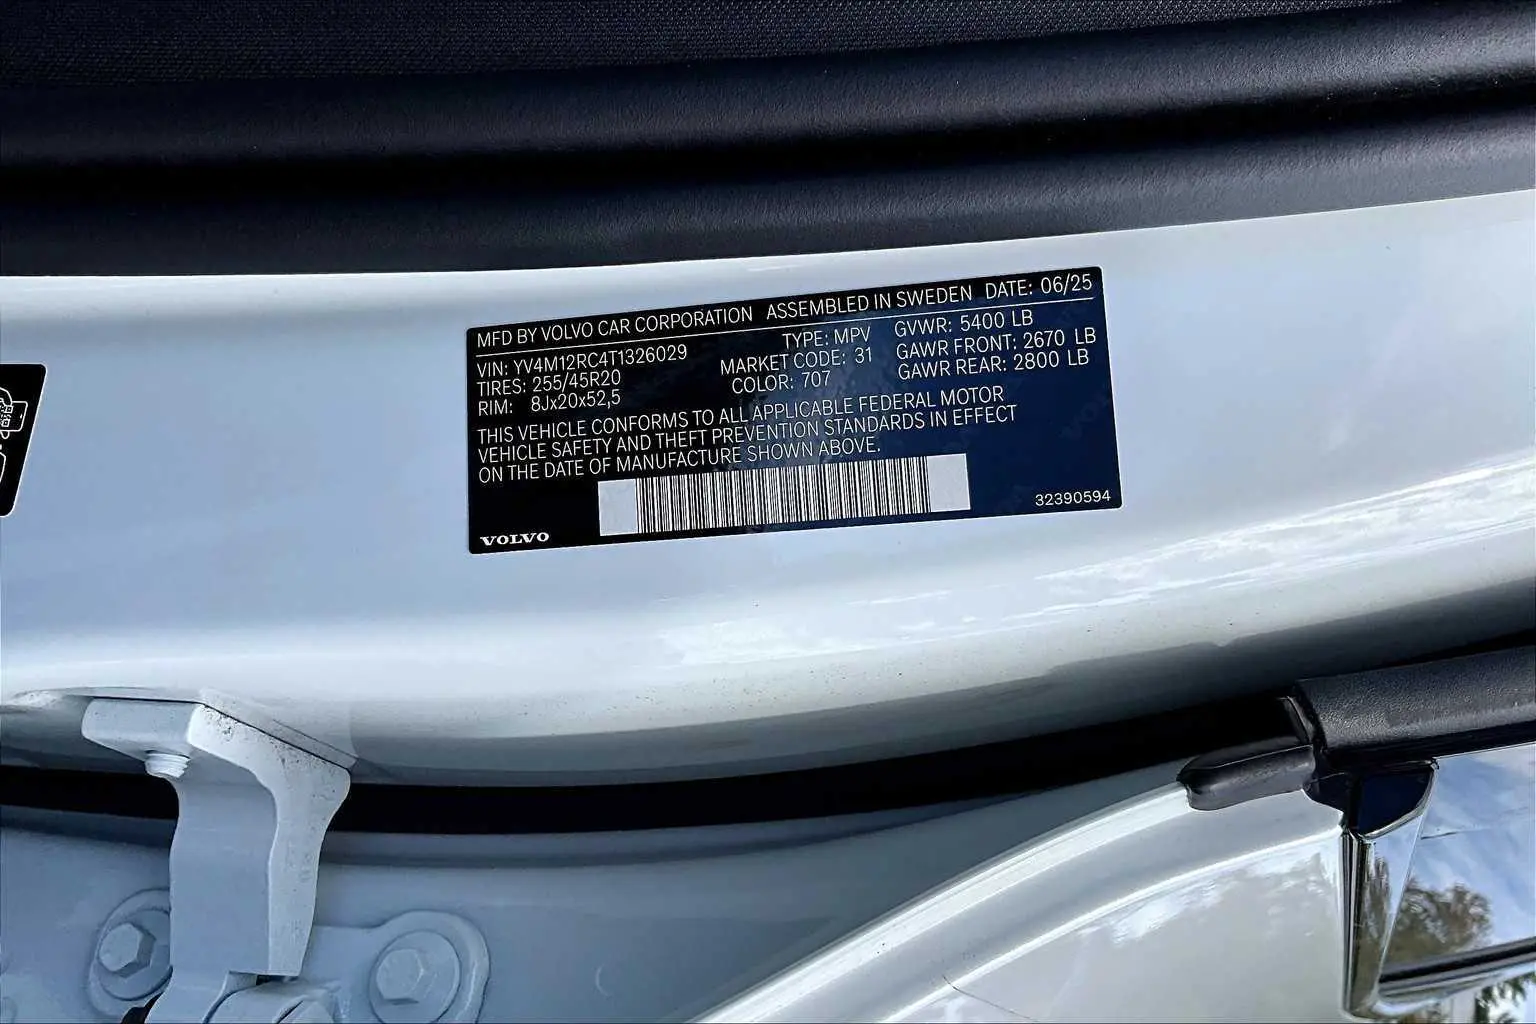 MFD BY VOLVO CAR CORPORATION ASSEMBLED IN SWEDEN DATE: 06/25
VIN: YV4M12RC4T1326029 TYPE: MPV GVWR: 5400 LB
TIRES: 255/45R20 MARKET CODE: 31 GAWR FRONT: 2670 LB
RIM: 8Jx20x52,5 COLOR: 707 GAWR REAR: 2800 LB
THIS VEHICLE CONFORMS TO ALL APPLICABLE FEDERAL MOTOR
VEHICLE SAFETY AND THEFT PREVENTION STANDARDS IN EFFECT
ON THE DATE OF MANUFACTURE SHOWN ABOVE.
32390594
VOLVO